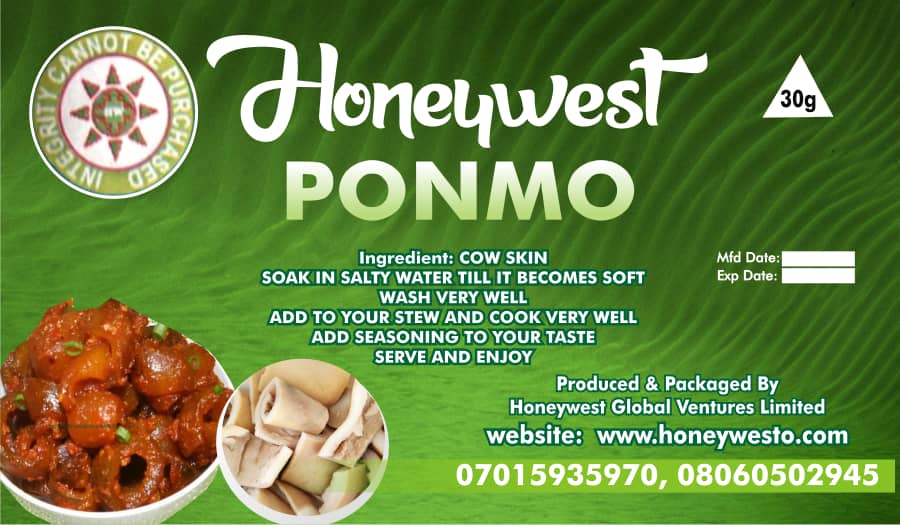 INTEGRITY CANNOT BE PURCHASED
HW
Honeywest
30g
PONMO
Ingredient: COW SKIN
SOAK IN SALTY WATER TILL IT BECOMES SOFT
WASH VERY WELL
ADD TO YOUR STEW AND COOK VERY WELL
ADD SEASONING TO YOUR TASTE
SERVE AND ENJOY
Mfd Date:
Exp Date:
Produced & Packaged By
Honeywest Global Ventures Limited
website: www.honeywesto.com
07015935970, 08060502945